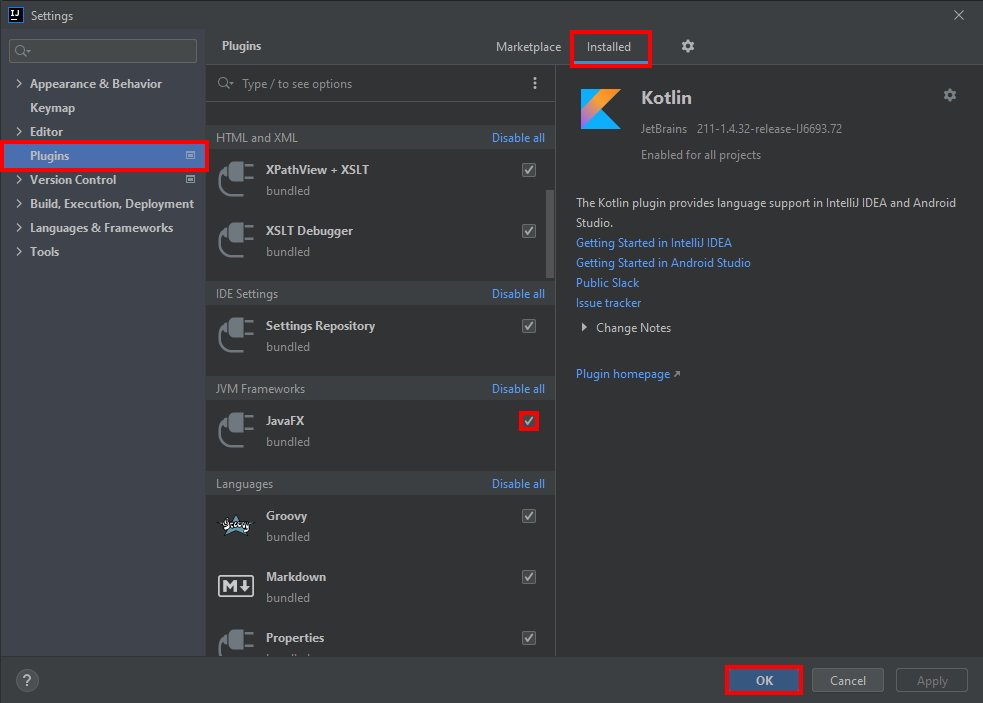 IJ
Settings
Appearance & Behavior
Keymap
Editor
Plugins
Version Control
Build, Execution, Deployment
Languages & Frameworks
Tools
Plugins
Marketplace
Installed
Type / to see options
HTML and XML
Disable all
XPathView + XSLT
bundled
XSLT Debugger
bundled
IDE Settings
Disable all
Settings Repository
bundled
JVM Frameworks
Disable all
JavaFX
bundled
Languages
Disable all
Groovy
Groovy
bundled
M
Markdown
bundled
Properties
Kotlin
JetBrains 211-1.4.32-release-IJ6693.72
Enabled for all projects
The Kotlin plugin provides language support in IntelliJ IDEA and Android
Studio.
Getting Started in IntelliJ IDEA
Getting Started in Android Studio
Public Slack
Issue tracker
Change Notes
Plugin homepage
?
OK
Cancel
Apply